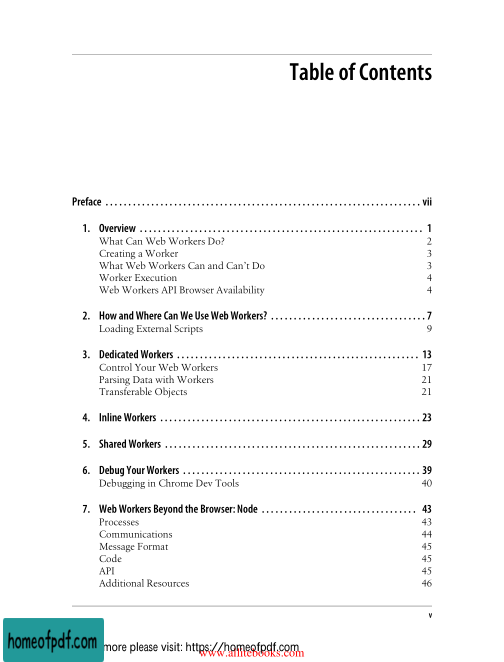 Table of Contents
Preface . . . . . . . . . . . . . . . . . . . . . . . . . . . . . . . . . . . . . . . . . . . . . . . . . . . . . . . . . . . . . . . . . . . . . vii
1. Overview . . . . . . . . . . . . . . . . . . . . . . . . . . . . . . . . . . . . . . . . . . . . . . . . . . . . . . . . . . . . . . 1
What Can Web Workers Do? 2
Creating a Worker 3
What Web Workers Can and Can't Do 3
Worker Execution 4
Web Workers API Browser Availability 4
2. How and Where Can We Use Web Workers? . . . . . . . . . . . . . . . . . . . . . . . . . . . . . . . . . . 7
Loading External Scripts 9
3. Dedicated Workers . . . . . . . . . . . . . . . . . . . . . . . . . . . . . . . . . . . . . . . . . . . . . . . . . . . . . 13
Control Your Web Workers 17
Parsing Data with Workers 21
Transferable Objects 21
4. Inline Workers . . . . . . . . . . . . . . . . . . . . . . . . . . . . . . . . . . . . . . . . . . . . . . . . . . . . . . . . . 23
5. Shared Workers . . . . . . . . . . . . . . . . . . . . . . . . . . . . . . . . . . . . . . . . . . . . . . . . . . . . . . . . 29
6. Debug Your Workers . . . . . . . . . . . . . . . . . . . . . . . . . . . . . . . . . . . . . . . . . . . . . . . . . . . . 39
Debugging in Chrome Dev Tools 40
7. Web Workers Beyond the Browser: Node . . . . . . . . . . . . . . . . . . . . . . . . . . . . . . . . . . 43
Processes 43
Communications 44
Message Format 45
Code 45
API 45
Additional Resources 46
v
homeofpdf.com
more please visit: https://homeofpdf.com
www.allitebooks.com